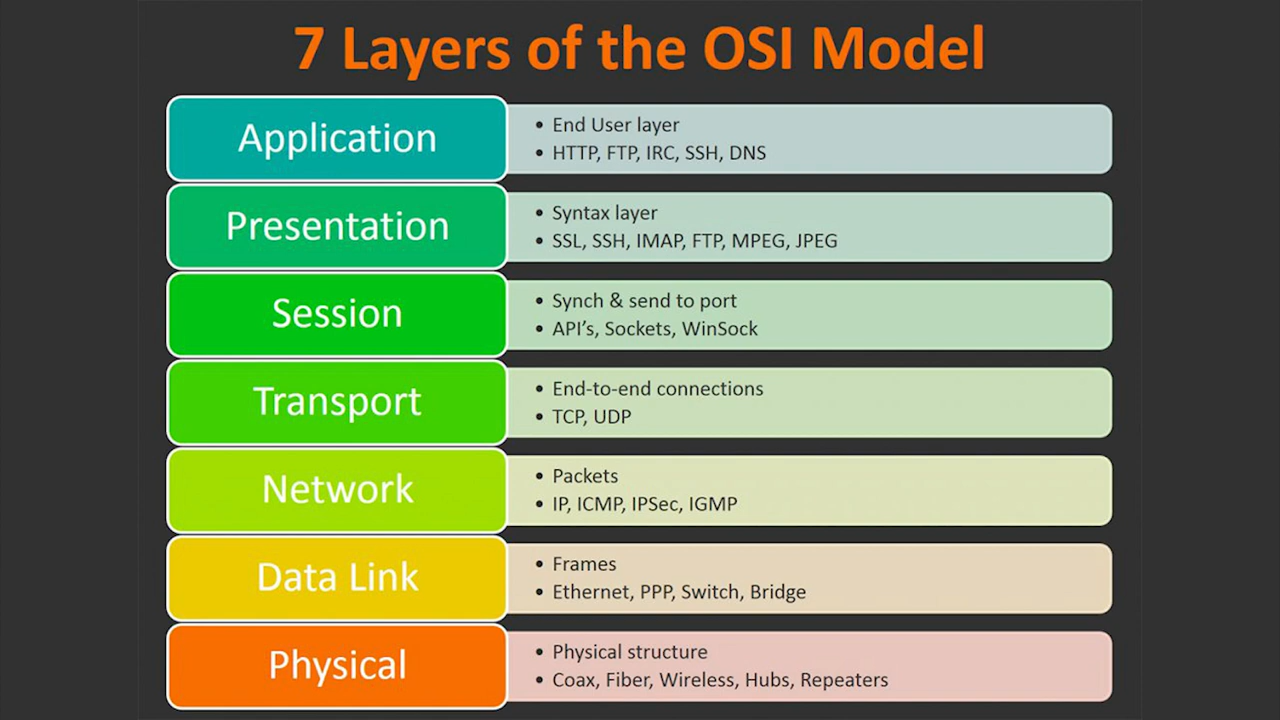 7 Layers of the OSI Model
Application
• End User layer
• HTTP, FTP, IRC, SSH, DNS
Presentation
• Syntax layer
• SSL, SSH, IMAP, FTP, MPEG, JPEG
Session
• Synch & send to port
• API’s, Sockets, WinSock
Transport
• End-to-end connections
• TCP, UDP
Network
• Packets
• IP, ICMP, IPSec, IGMP
Data Link
• Frames
• Ethernet, PPP, Switch, Bridge
Physical
• Physical structure
• Coax, Fiber, Wireless, Hubs, Repeaters